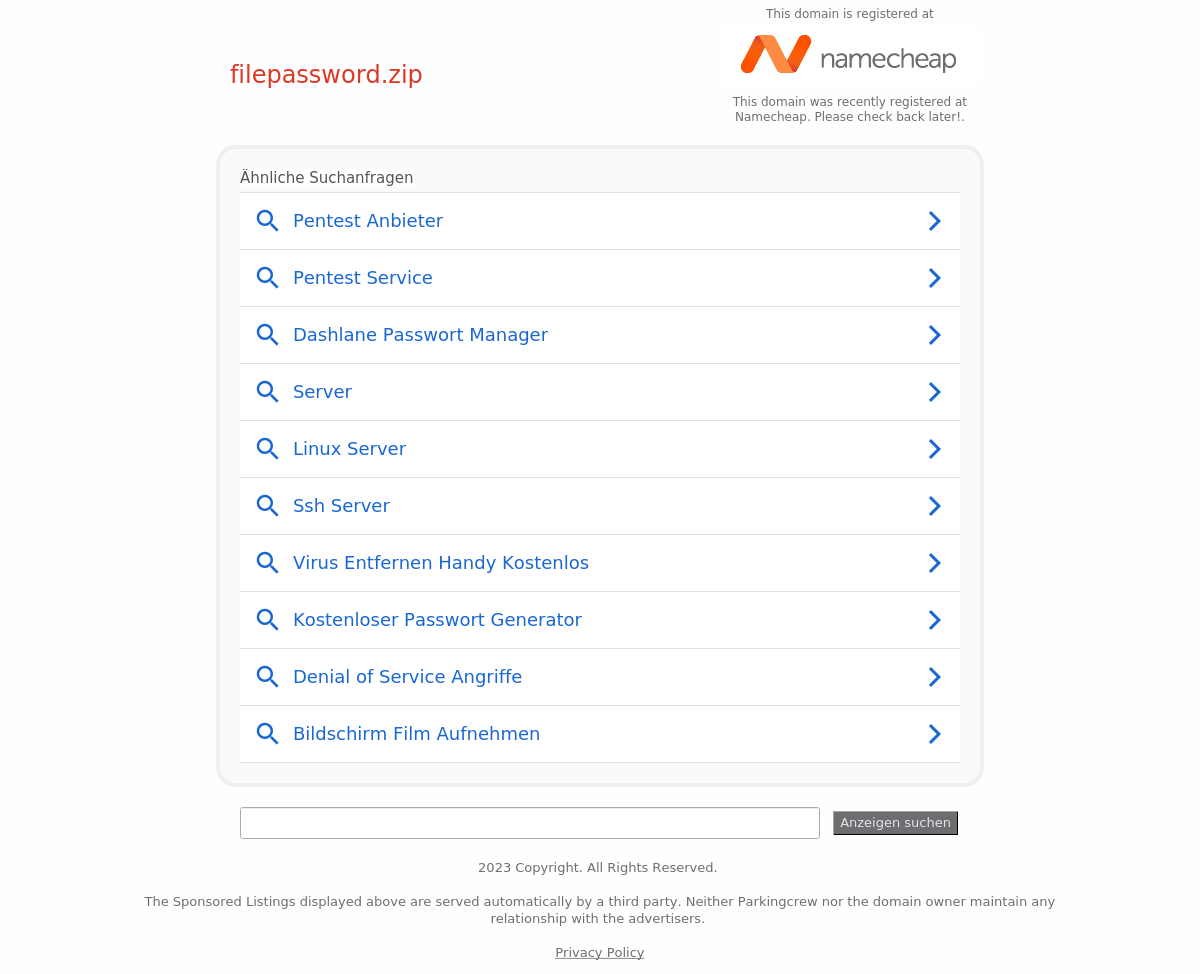 This domain is registered at
namecheap
filepassword.zip
This domain was recently registered at
Namecheap. Please check back later!.
Ähnliche Suchanfragen
Pentest Anbieter
Pentest Service
Dashlane Passwort Manager
Server
Linux Server
Ssh Server
Virus Entfernen Handy Kostenlos
Kostenloser Passwort Generator
Denial of Service Angriffe
Bildschirm Film Aufnehmen
Anzeigen suchen
2023 Copyright. All Rights Reserved.
The Sponsored Listings displayed above are served automatically by a third party. Neither Parkingcrew nor the domain owner maintain any
relationship with the advertisers.
Privacy Policy